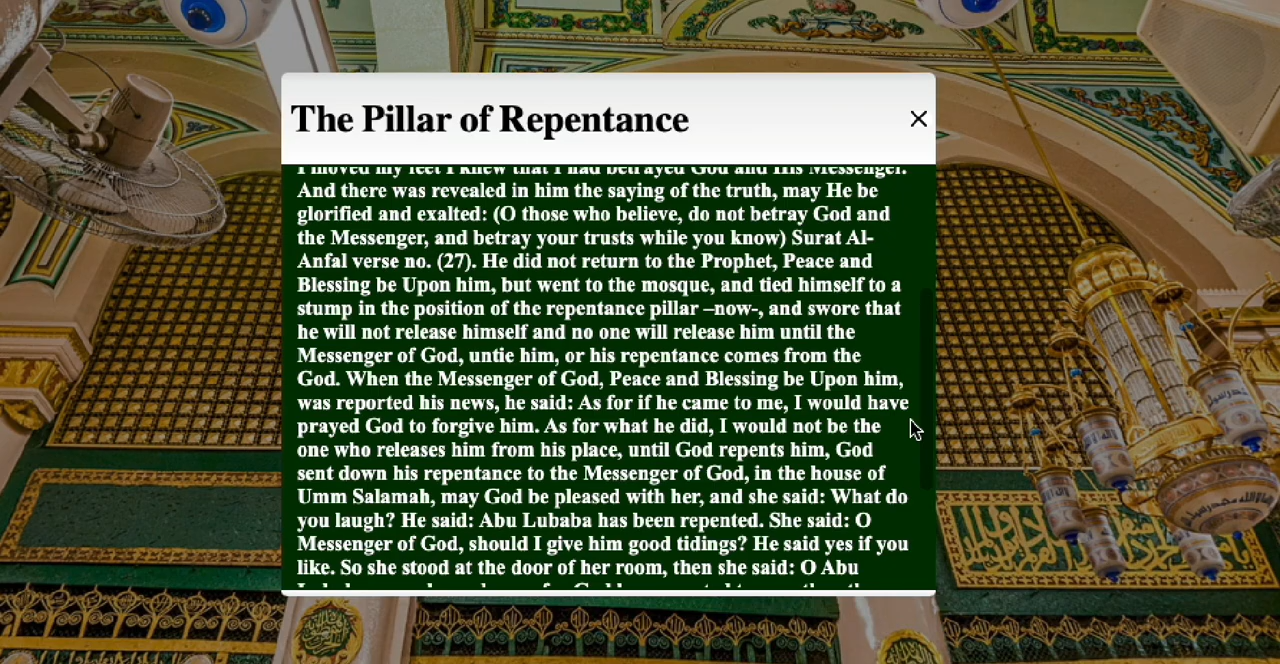 The Pillar of Repentance
I moved my feet I knew that I had betrayed God and His Messenger.
And there was revealed in him the saying of the truth, may He be
glorified and exalted: (O those who believe, do not betray God and
the Messenger, and betray your trusts while you know) Surat Al-
Anfal verse no. (27). He did not return to the Prophet, Peace and
Blessing be Upon him, but went to the mosque, and tied himself to a
stump in the position of the repentance pillar –now-, and swore that
he will not release himself and no one will release him until the
Messenger of God, untie him, or his repentance comes from the
God. When the Messenger of God, Peace and Blessing be Upon him,
was reported his news, he said: As for if he came to me, I would have
prayed God to forgive him. As for what he did, I would not be the
one who releases him from his place, until God repents him, God
sent down his repentance to the Messenger of God, in the house of
Umm Salamah, may God be pleased with her, and she said: What do
you laugh? He said: Abu Lubaba has been repented. She said: O
Messenger of God, should I give him good tidings? He said yes if you
like. So she stood at the door of her room, then she said: O Abu